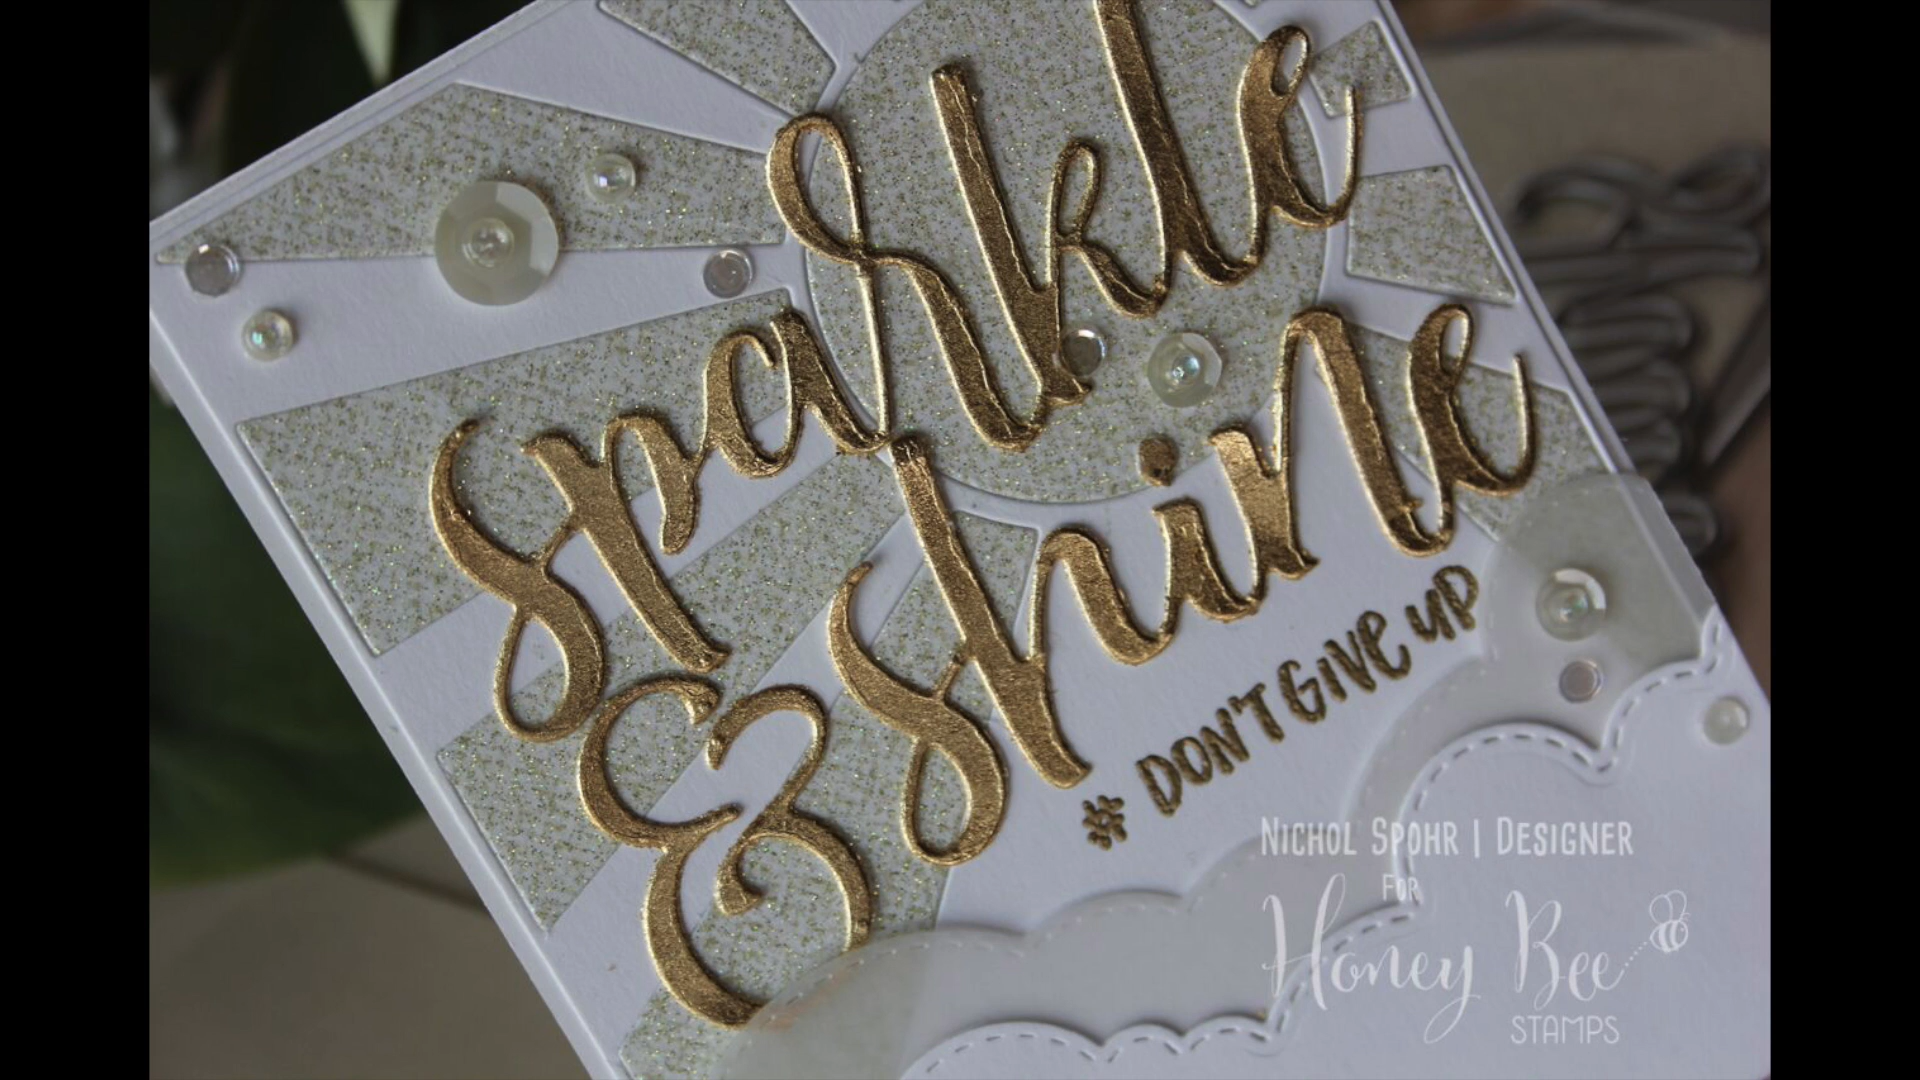 sparkle
& shine
# DON'T GIVE UP
NICHOL SPOHR | DESIGNER
FOR
Honey Bee
STAMPS